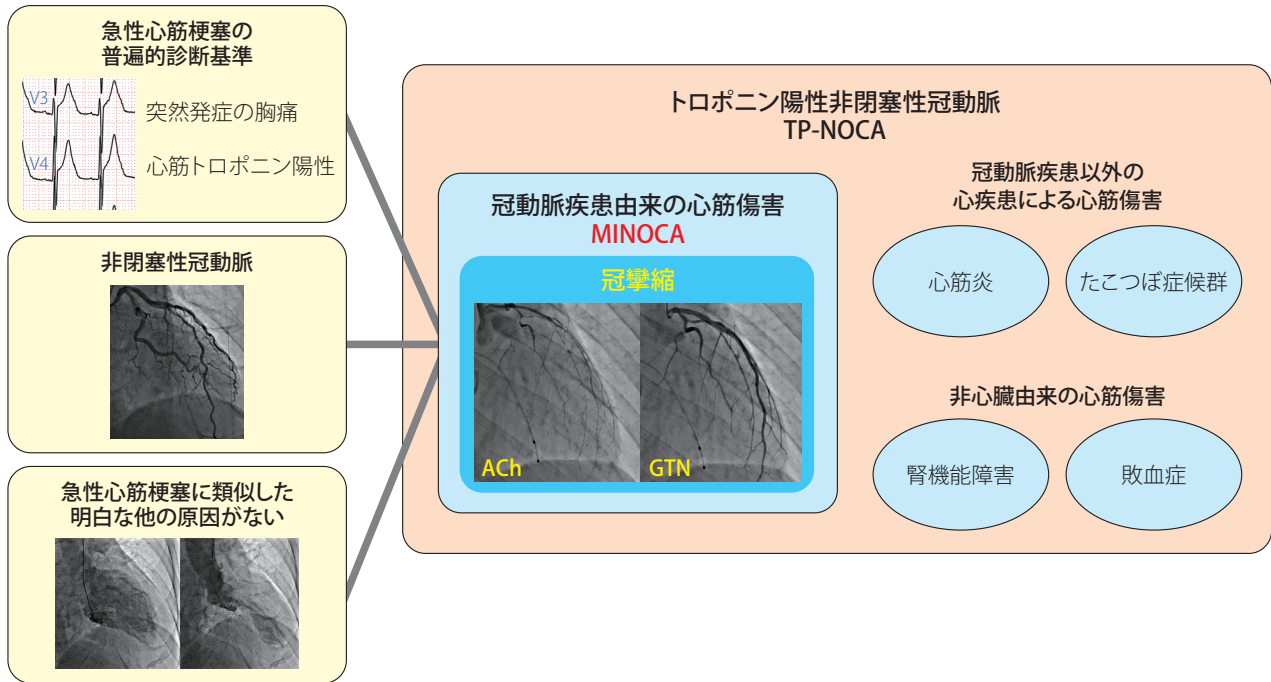 急性心筋梗塞の
普遍的診断基準
V3
突然発症の胸痛
V4
心筋トロポニン陽性
非閉塞性冠動脈
急性心筋梗塞に類似した
明白な他の原因がない
トロポニン陽性非閉塞性冠動脈
TP-NOCA
冠動脈疾患由来の心筋傷害
MINOCA
冠攣縮
ACh
GTN
冠動脈疾患以外の
心疾患による心筋傷害
心筋炎
たこつぼ症候群
非心臓由来の心筋傷害
腎機能障害
敗血症